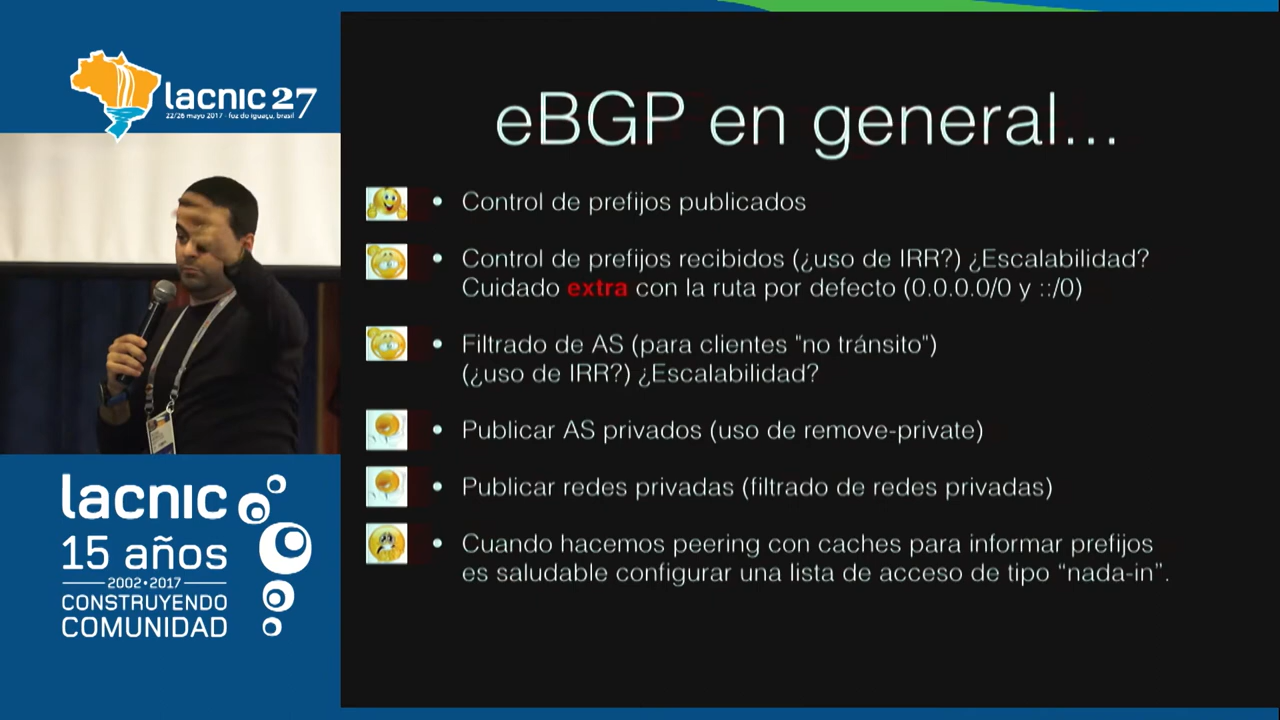 lacnic 27
22/26 mayo 2017 - foz do iguaçu, brasil
eBGP en general...
• Control de prefijos publicados
• Control de prefijos recibidos (¿uso de IRR?) ¿Escalabilidad?
Cuidado extra con la ruta por defecto (0.0.0.0/0 y ::/0)
• Filtrado de AS (para clientes "no tránsito")
(¿uso de IRR?) ¿Escalabilidad?
• Publicar AS privados (uso de remove-private)
• Publicar redes privadas (filtrado de redes privadas)
• Cuando hacemos peering con caches para informar prefijos
es saludable configurar una lista de acceso de tipo “nada-in”.
lacnic
15 años
2002•2017
CONSTRUYENDO
COMUNIDAD